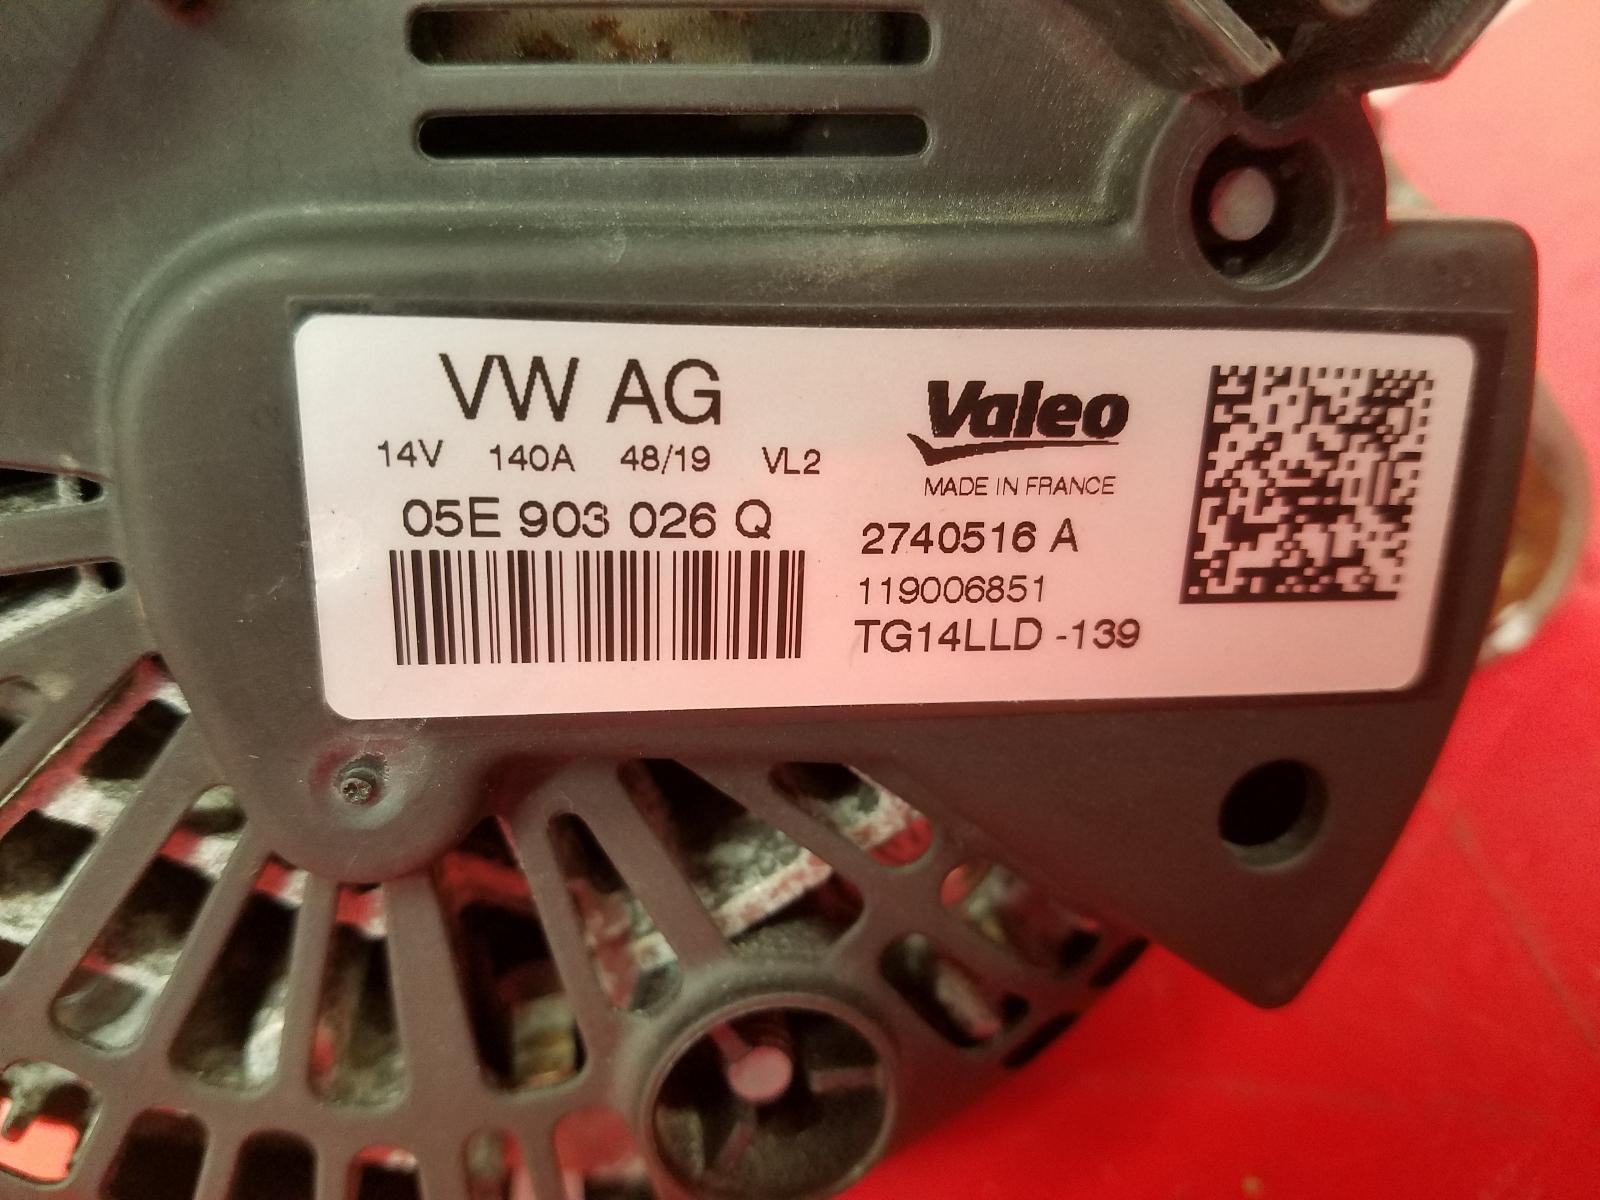 VW AG
14V 140A 48/19 VL2
05E 903 026 Q
Valeo
MADE IN FRANCE
2740516 A
119006851
TG14LLD -139